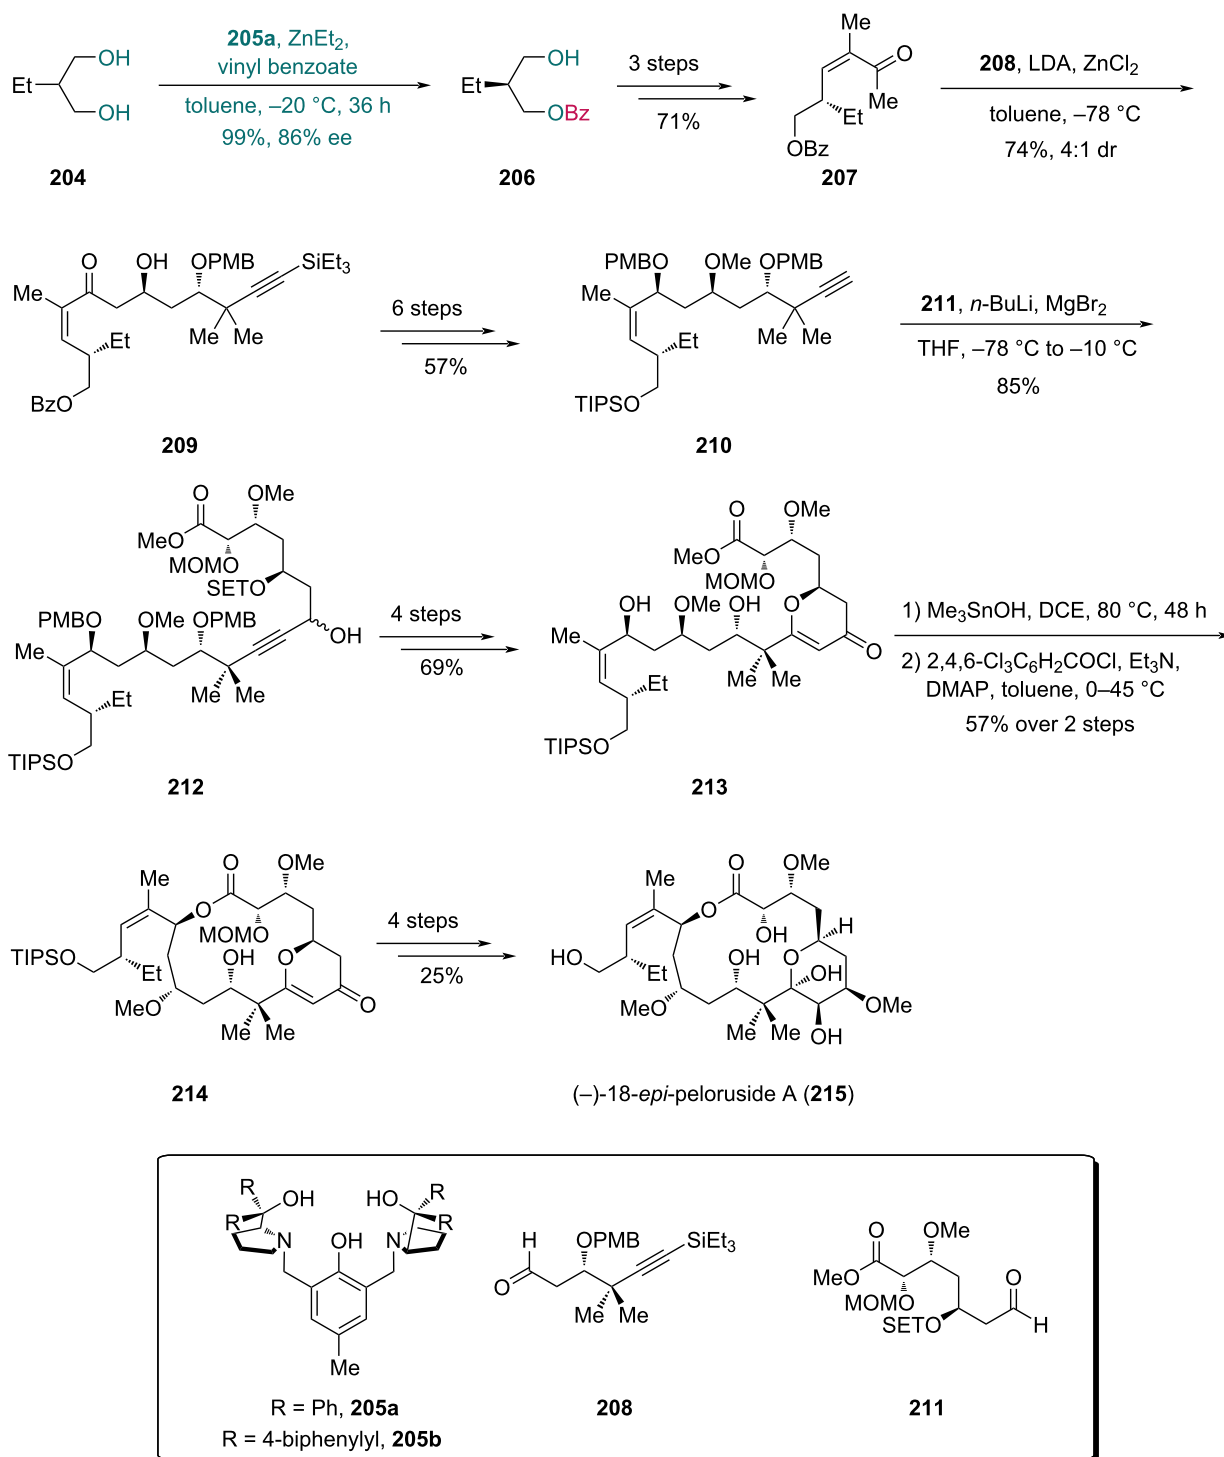 Et
OH
OH
204
205a, ZnEt2,
vinyl benzoate
toluene, –20 °C, 36 h
99%, 86% ee
OH
Et
OBz
206
3 steps
71%
Me
O
Me
Et
OBz
207
208, LDA, ZnCl2
toluene, –78 °C
74%, 4:1 dr
O OH OPMB SiEt3
Me
Me Me
Et
BzO
209
6 steps
57%
PMBO OMe OPMB
Me
Me Me
Et
TIPSO
210
211, n-BuLi, MgBr2
THF, –78 °C to –10 °C
85%
O OMe
MeO
MOMO
SETO
PMBO OMe OPMB
OH
Me
Me Me
Et
TIPSO
212
4 steps
69%
O OMe
MeO
MOMO
OH OMe OH O
Me
O
Me Me
Et
TIPSO
213
1) Me3SnOH, DCE, 80 °C, 48 h
2) 2,4,6-Cl3C6H2COCl, Et3N,
DMAP, toluene, 0–45 °C
57% over 2 steps
Me O OMe
O
MOMO
TIPSO OH O
Et
MeO O
Me Me
214
4 steps
25%
Me O OMe
O
OH H
HO OH O
Et OH
MeO OMe
Me Me OH
(–)-18-epi-peloruside A (215)
R OH HO R
R R
N OH N
Me
R = Ph, 205a
R = 4-biphenylyl, 205b
H OPMB SiEt3
O
Me Me
208
O OMe
MeO O
MOMO
SETO H
211